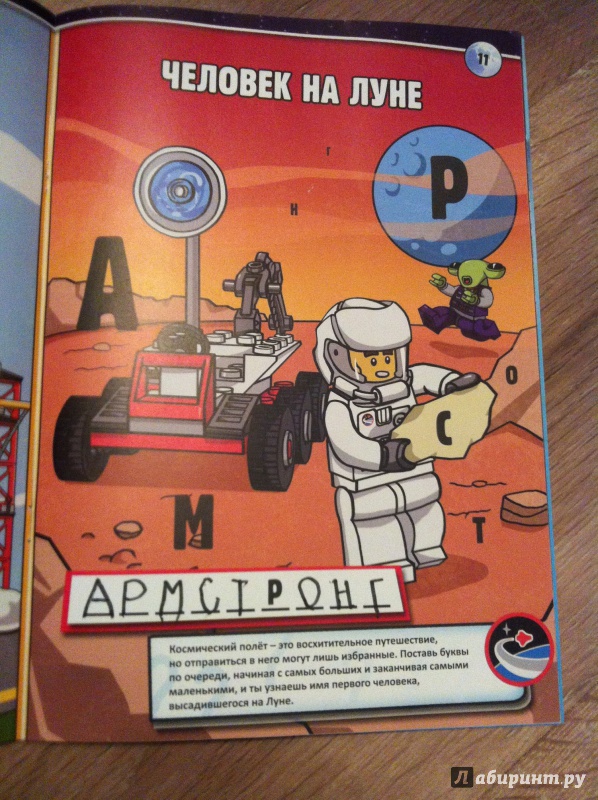 11
ЧЕЛОВЕК НА ЛУНЕ
Г
Р
Н
А
О
С
М
Т
АРМСТРОНГ
Космический полёт – это восхитительное путешествие,
но отправиться в него могут лишь избранные. Поставь буквы
по очереди, начиная с самых больших и заканчивая самыми
маленькими, и ты узнаешь имя первого человека,
высадившегося на Луне.
Лабиринт.ру